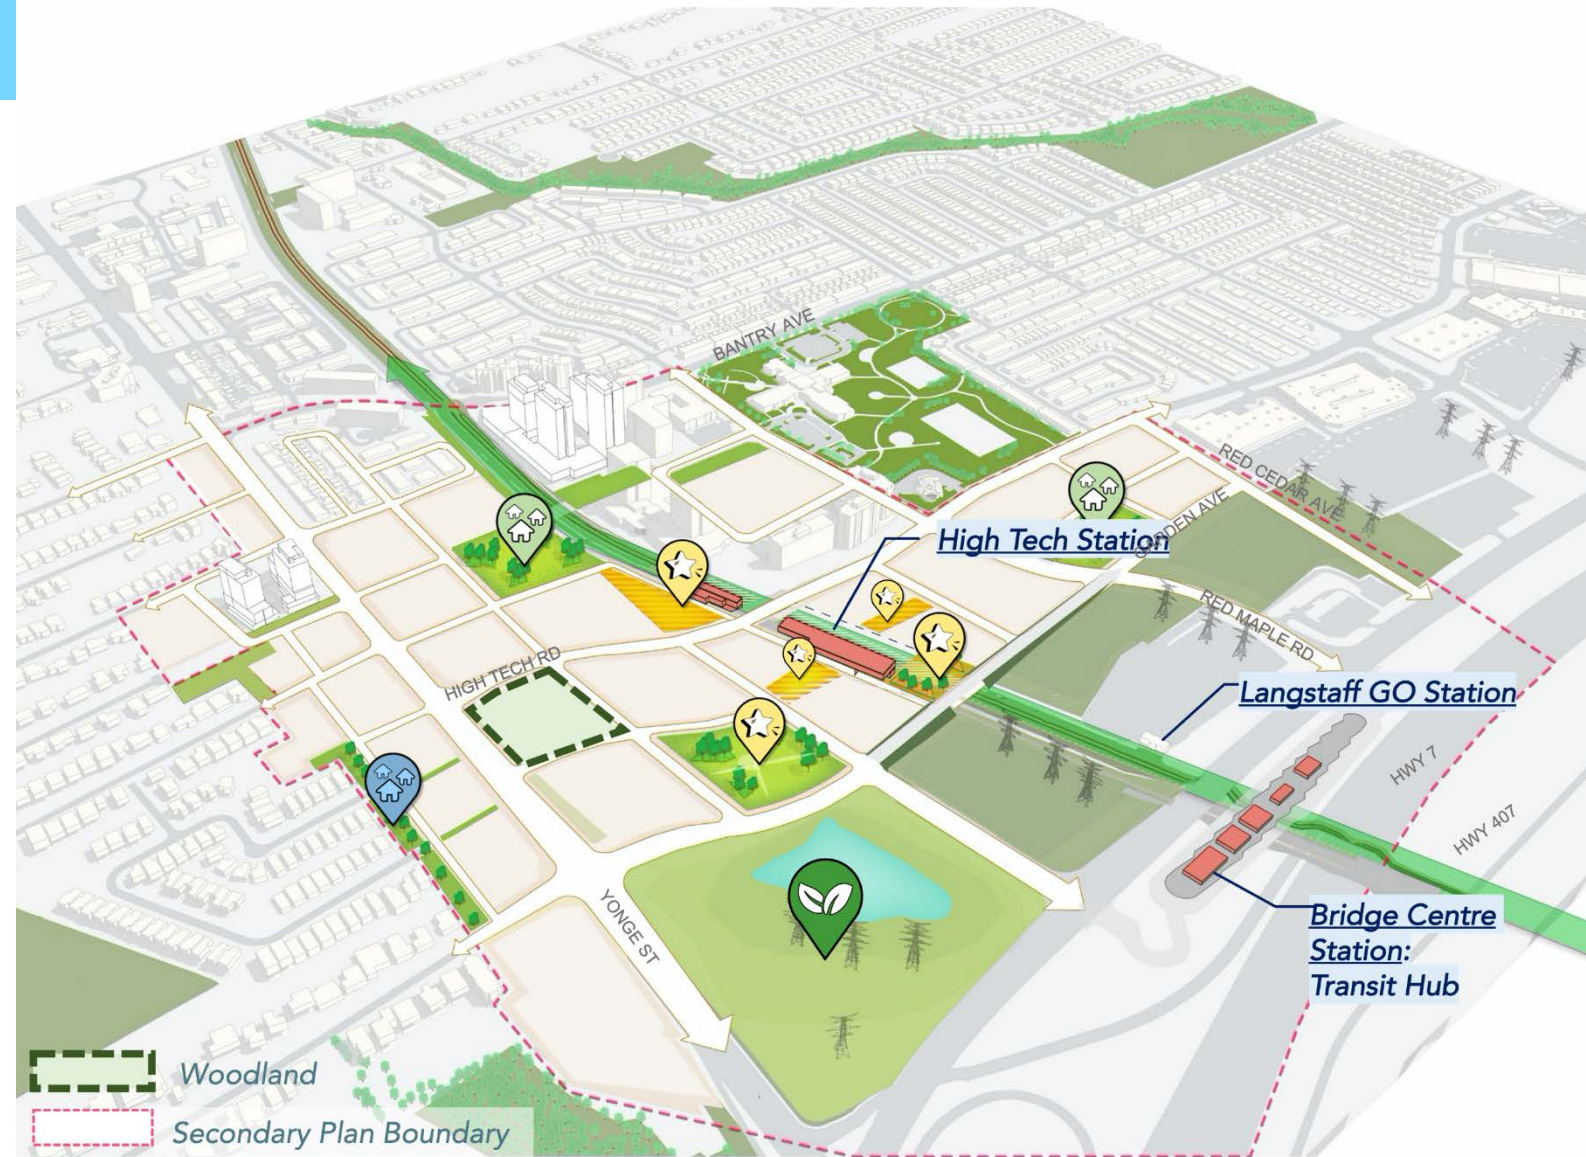 BANTRY AVE
RED CEDAR AVE
GARDEN AVE
High Tech Station
RED MAPLE RD
HIGH TECH RD
Langstaff GO Station
HWY 7
HWY 407
YONGE ST
Bridge Centre
Station:
Transit Hub
Woodland
Secondary Plan Boundary